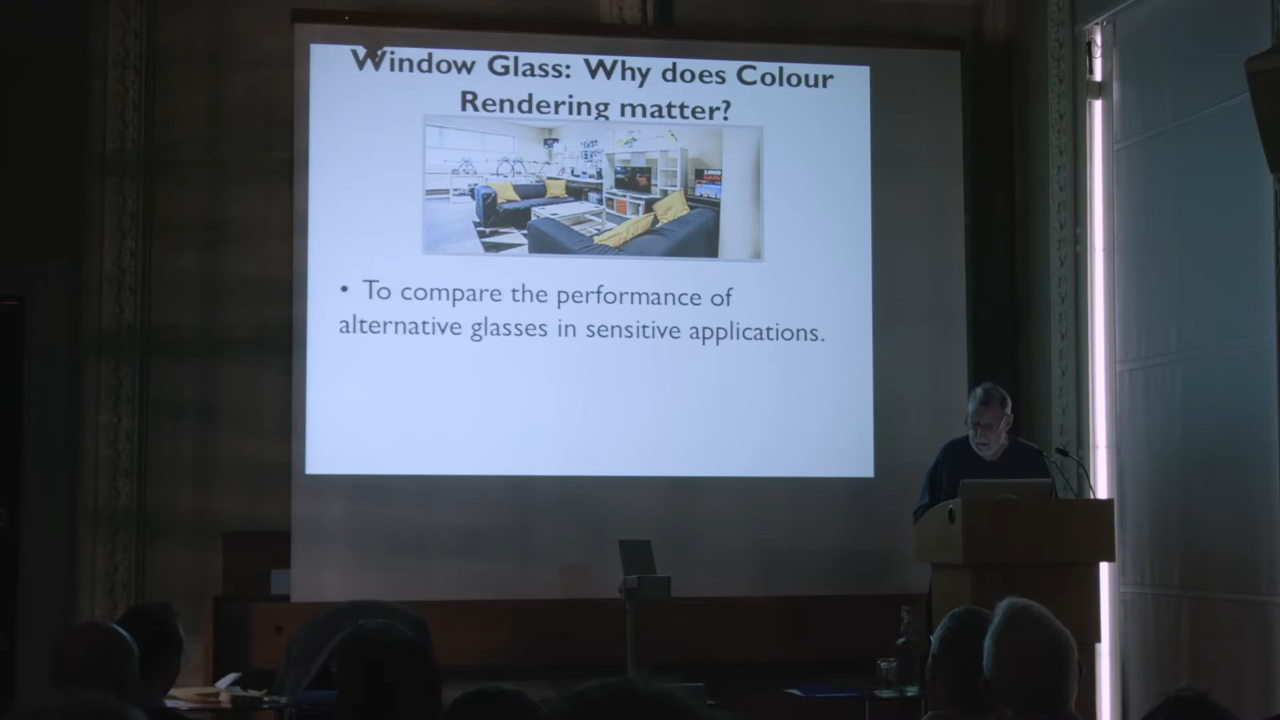 Window Glass: Why does Colour
Rendering matter?
• To compare the performance of
alternative glasses in sensitive applications.